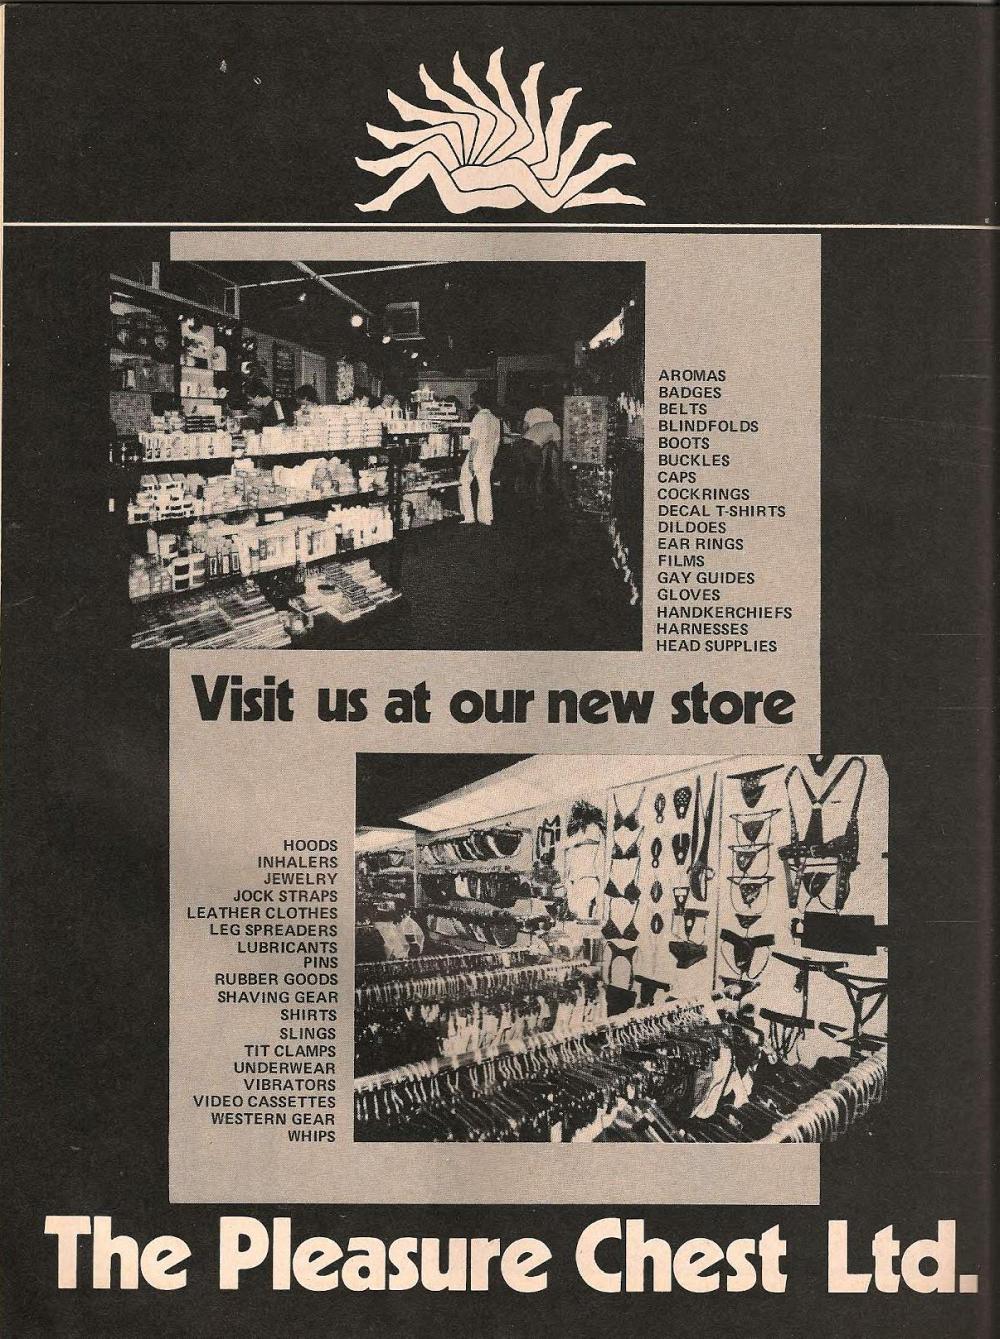 AROMAS
BADGES
BELTS
BLINDFOLDS
BOOTS
BUCKLES
CAPS
COCKRINGS
DECAL T-SHIRTS
DILDOES
EAR RINGS
FILMS
GAY GUIDES
GLOVES
HANDKERCHIEFS
HARNESSES
HEAD SUPPLIES
Visit us at our new store
HOODS
INHALERS
JEWELRY
JOCK STRAPS
LEATHER CLOTHES
LEG SPREADERS
LUBRICANTS
PINS
RUBBER GOODS
SHAVING GEAR
SHIRTS
SLINGS
TIT CLAMPS
UNDERWEAR
VIBRATORS
VIDEO CASSETTES
WESTERN GEAR
WHIPS
The Pleasure Chest Ltd.